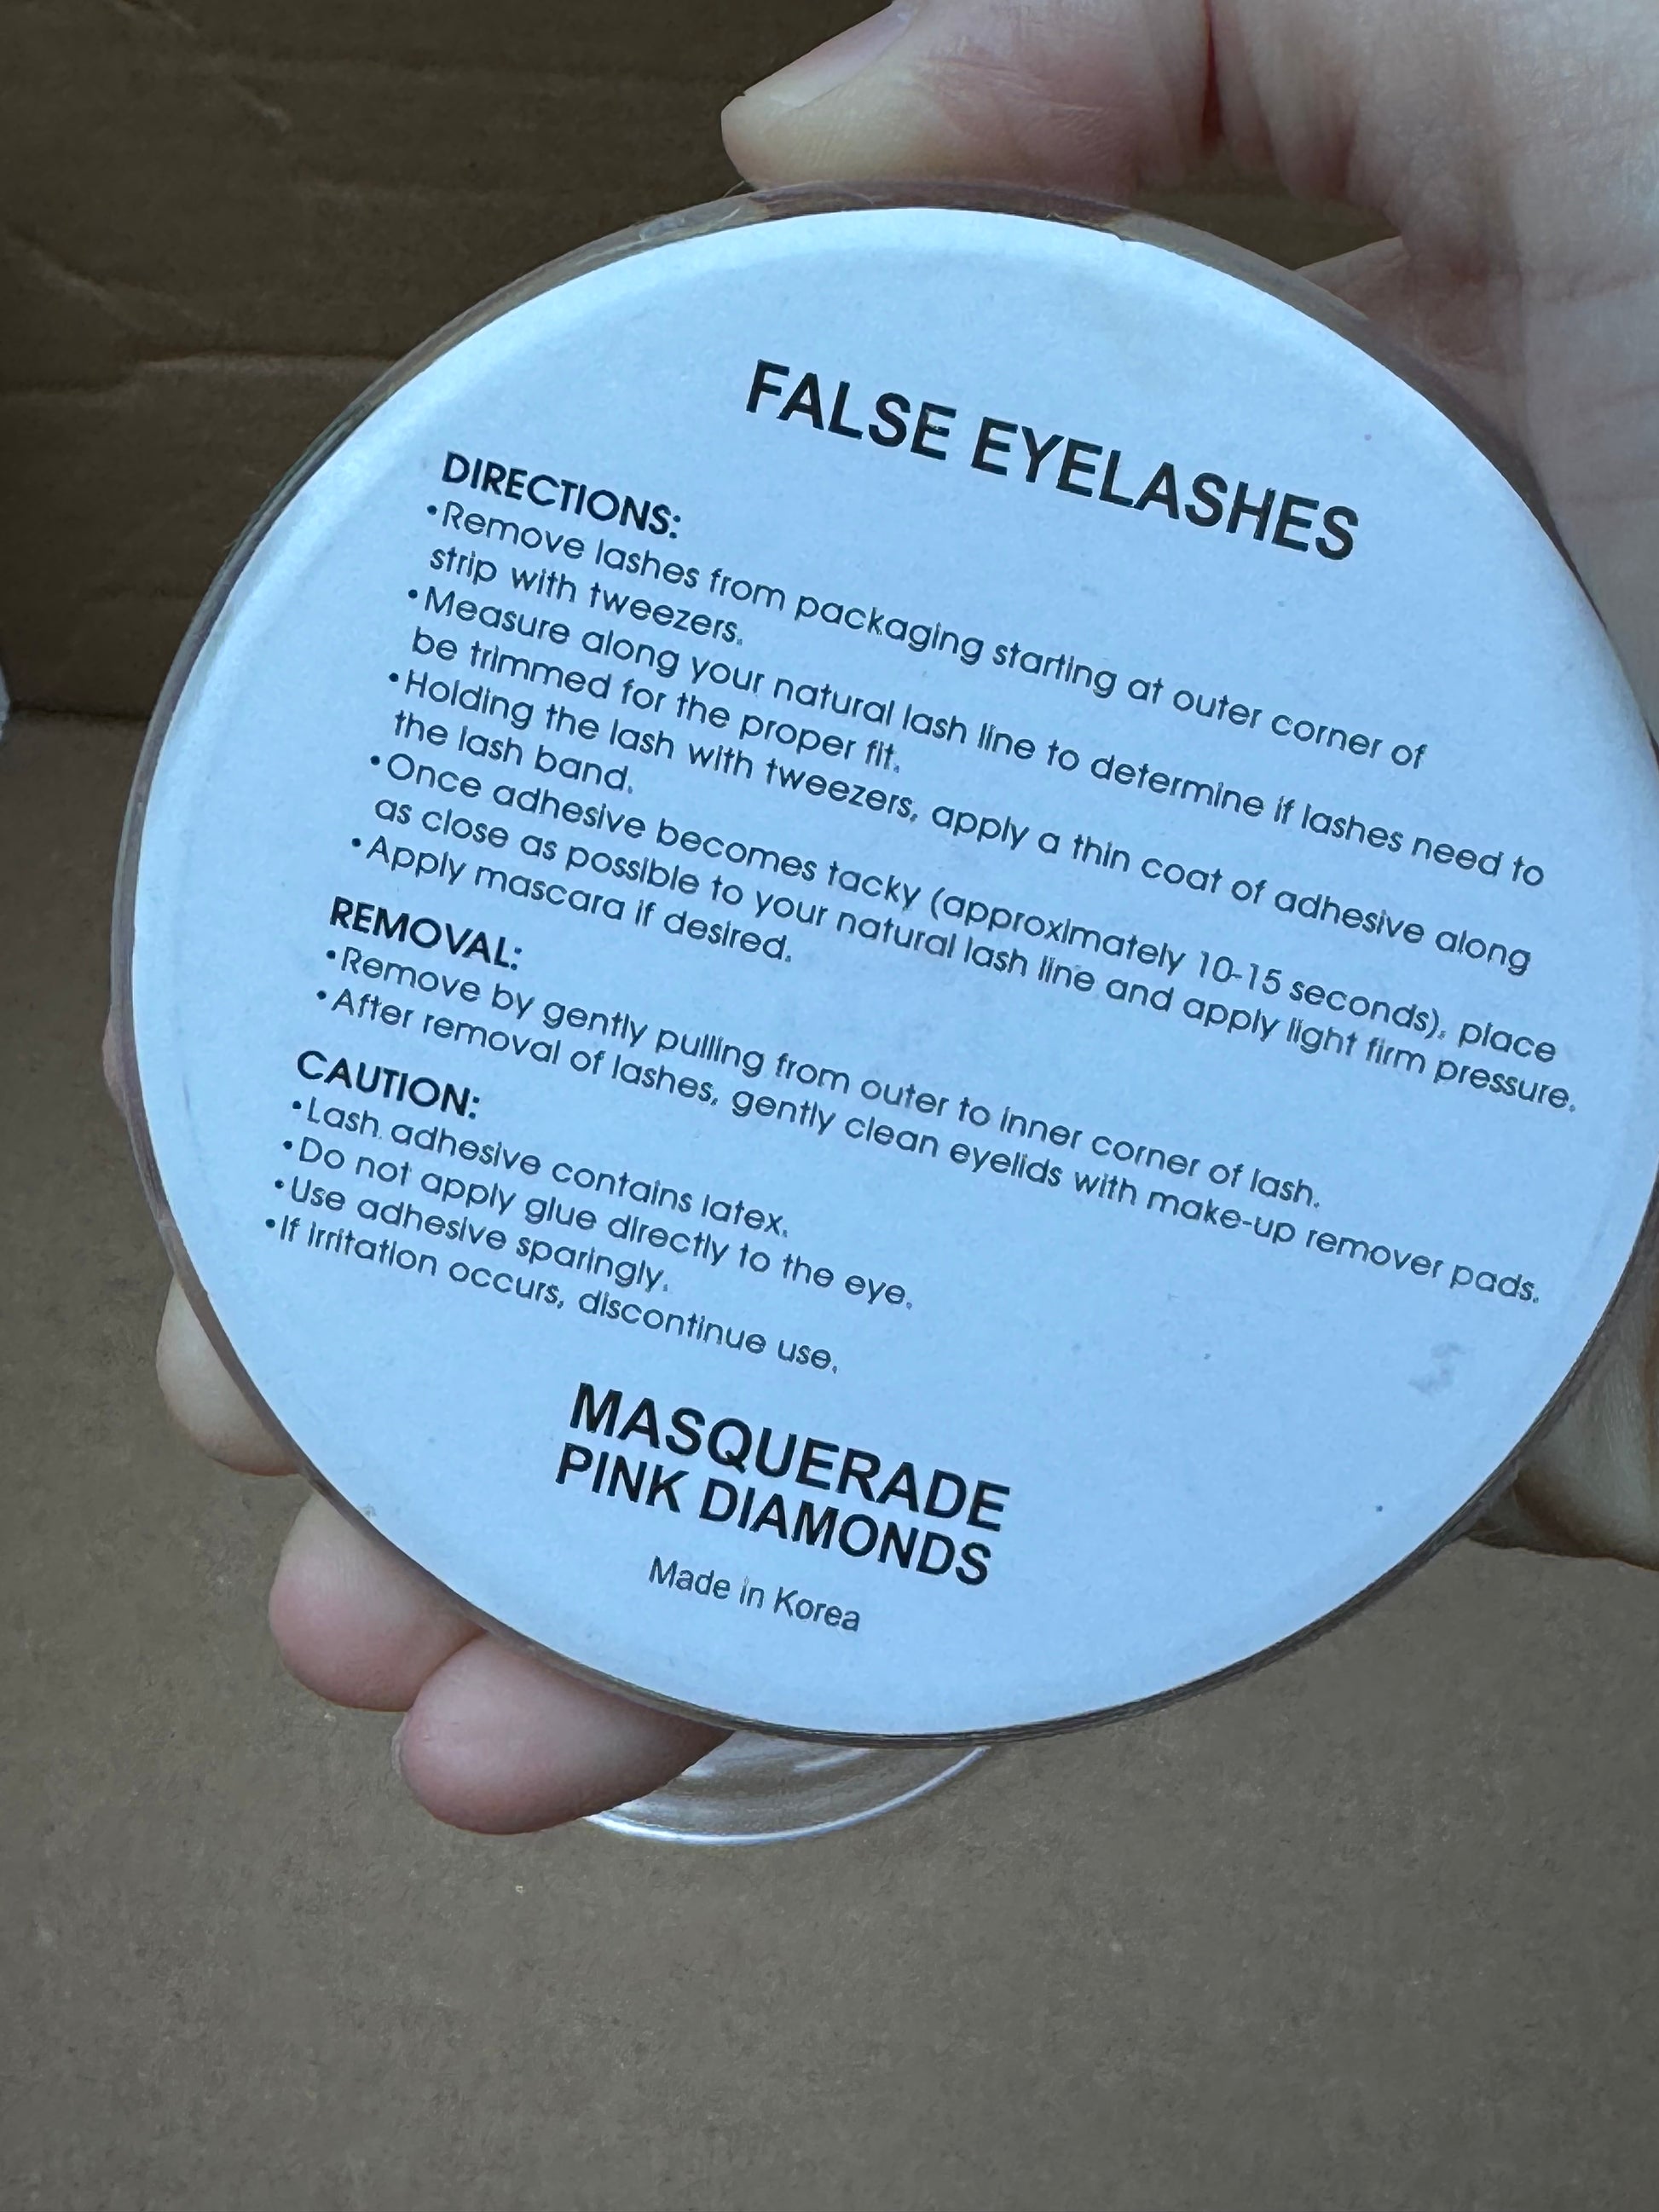 FALSE EYELASHES
DIRECTIONS:
•Remove lashes from packaging starting at outer corner of
strip with tweezers.
•Measure along your natural lash line to determine if lashes need to
be trimmed for the proper fit.
•Holding the lash with tweezers, apply a thin coat of adhesive along
the lash band.
•Once adhesive becomes tacky (approximately 10-15 seconds), place
as close as possible to your natural lash line and apply light firm pressure.
•Apply mascara if desired.
REMOVAL:
•Remove by gently pulling from outer to inner corner of lash.
•After removal of lashes, gently clean eyelids with make-up remover pads.
CAUTION:
•Lash adhesive contains latex.
•Do not apply glue directly to the eye.
•Use adhesive sparingly.
•If irritation occurs, discontinue use.
MASQUERADE
PINK DIAMONDS
Made in Korea